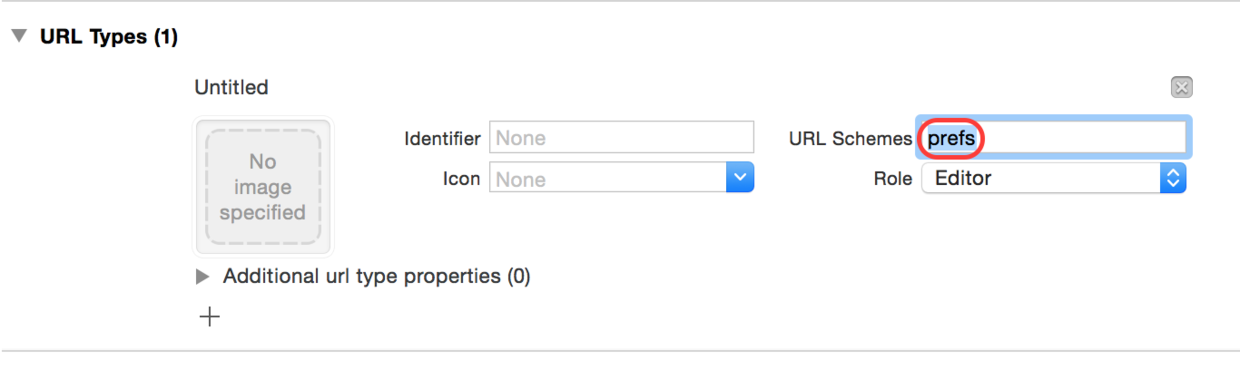 URL Types (1)
Untitled
No
image
specified
Identifier None
URL Schemes prefs
Icon None
Role Editor
Additional url type properties (0)